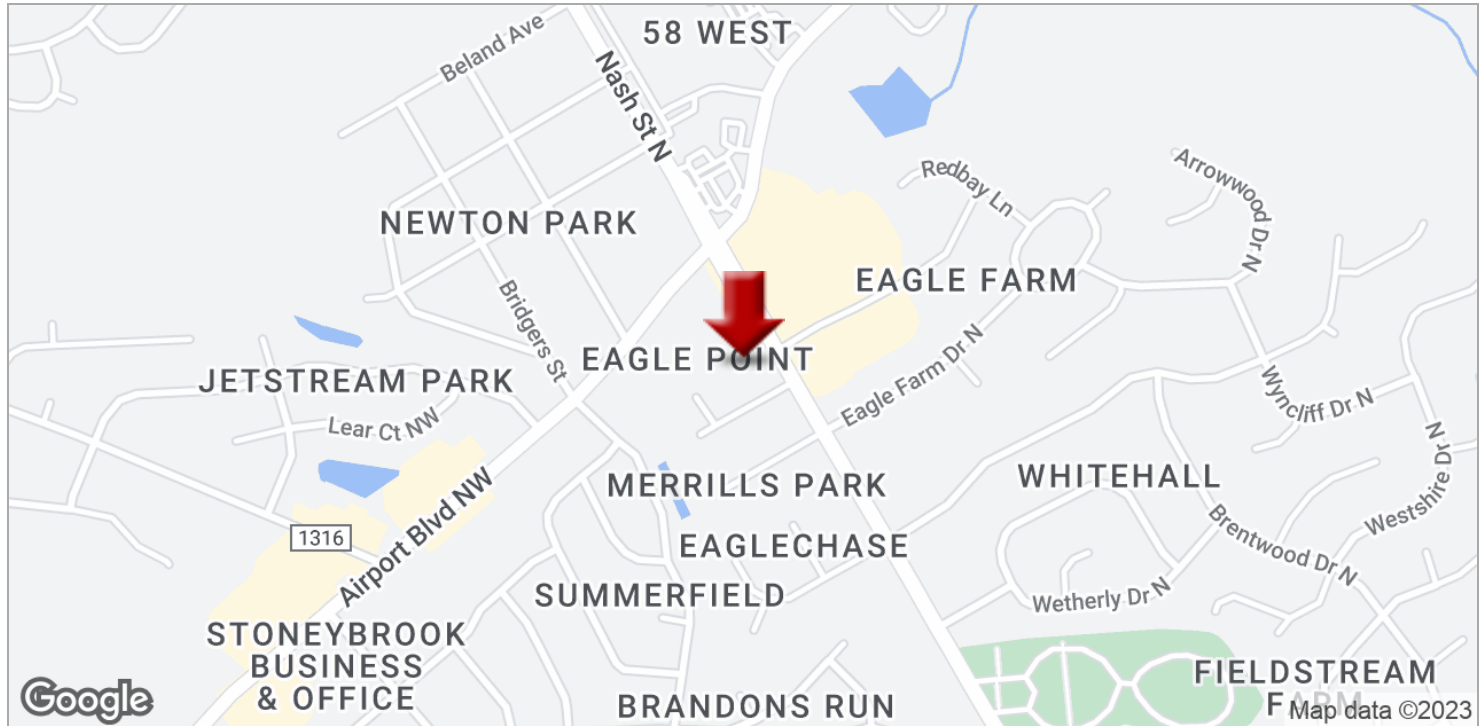 58 WEST
Beland Ave
Nash St N
Redbay Ln
Arrowwood Dr N
NEWTON PARK
EAGLE FARM
Bridgers St
EAGLE POINT
JETSTREAM PARK
Lear Ct NW
Eagle Farm Dr N
Wyncliff Dr N
Westshire Dr N
MERRILLS PARK
WHITEHALL
1316
Airport Blvd NW
EAGLECHASE
Brentwood Dr N
SUMMERFIELD
Wetherly Dr N
STONEYBROOK
BUSINESS
& OFFICE
FIELDSTREAM
FARM
BRANDONS RUN
Google
Map data ©2023